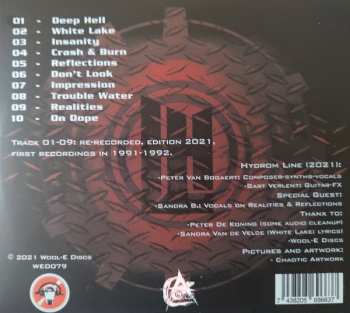 01 - Deep Hell
02 - White Lake
03 - Insanity
04 - Crash & Burn
05 - Reflections
06 - Don't Look
07 - Impression
08 - Trouble Water
09 - Realities
10 - On Dope
Track 01-09: re-recorded, edition 2021,
first recordings in 1991-1992.
Hydrom Line (2021):
-Peter Van Bogaert: Composer-synths-vocals
-Bart Verlent: Guitar-FX
Special Guest:
-Sandra B.: Vocals on Realities & Reflections
Thanx to:
-Peter De Koning (some audio cleanup)
-Sandra Van de Velde (White Lake) lyrics
-Wool-E Discs
Pictures and artwork:
- Chaotic Artwork
© 2021 Wool-E Discs
WED079